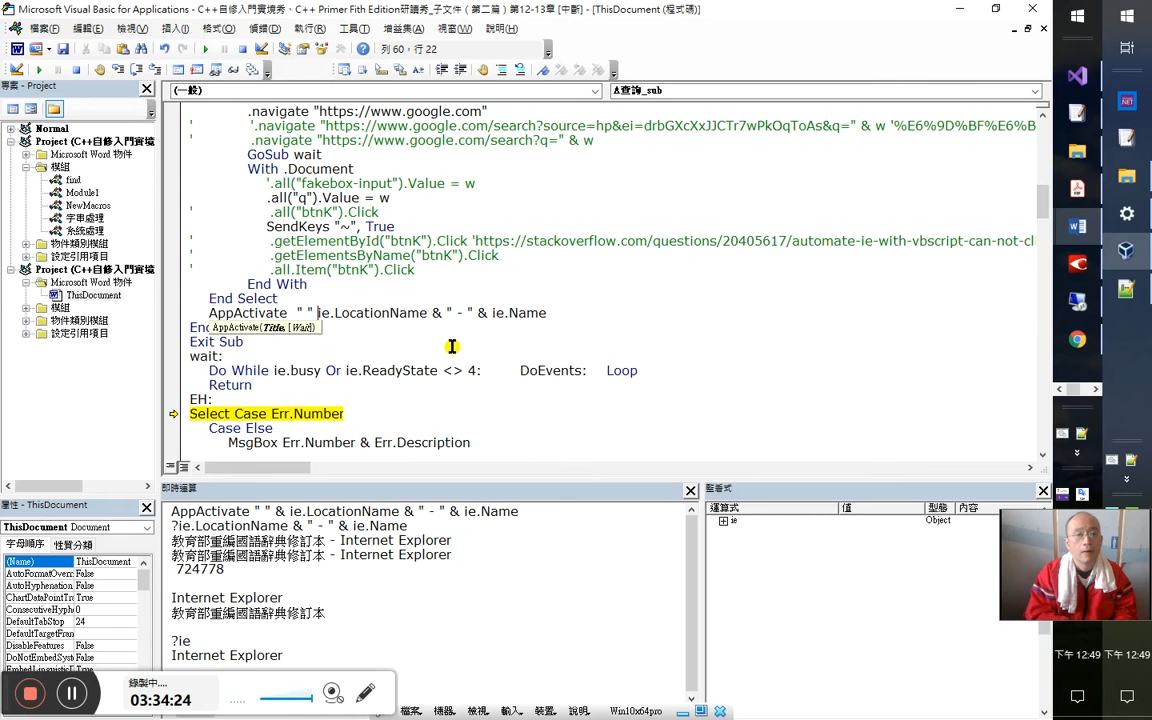 Microsoft Visual Basic for Applications - C++自修入門實境秀、C++ Primer Fith Edition研讀秀_子文件 ( 第二篇 ) 第12-13章 [中斷] - [ThisDocument (程式碼)]
檔案(F) 編輯(E) 檢視(V) 插入(I) 格式(O) 偵錯(D) 執行(R) 工具(T) 增益集(A) 視窗(W) 說明(H)
列 60，行 22
專案 - Project
Normal
Project (C++自修入門實境
Microsoft Word 物件
模組
find
Module1
NewMacros
字串處理
系統處理
物件類別模組
設定引用項目
Project (C++自修入門實境
Microsoft Word 物件
ThisDocument
模組
物件類別模組
設定引用項目
(一般)
A查詢_sub
.navigate "https://www.google.com"
' '.navigate "https://www.google.com/search?source=hp&ei=drbGXcXxJJCTr7wPkOqToAs&q=" & w '%E6%9D%BF%E6%B
' .navigate "https://www.google.com/search?q=" & w
GoSub wait
With .Document
'.all("fakebox-input").Value = w
.all("q").Value = w
' .all("btnK").Click
SendKeys "~", True
' .getElementById("btnK").Click 'https://stackoverflow.com/questions/20405617/automate-ie-with-vbscript-can-not-cl
' .getElementsByName("btnK").Click
' .all.Item("btnK").Click
End With
End Select
AppActivate " " ie.LocationName & " - " & ie.Name
AppActivate(Title, [Wait])
Exit Sub
wait:
Do While ie.busy Or ie.ReadyState <> 4: DoEvents: Loop
Return
EH:
Select Case Err.Number
Case Else
MsgBox Err.Number & Err.Description
屬性 - ThisDocument
ThisDocument Document
字母順序 性質分類
(Name) ThisDocument
AutoFormatOverr False
AutoHyphenation False
ChartDataPointTr True
ConsecutiveHyph 0
DefaultTabStop 24
DefaultTargetFran
DisableFeatures False
DoNotEmbedSyst False
即時運算
AppActivate " " & ie.LocationName & " - " & ie.Name
?ie.LocationName & " - " & ie.Name
教育部重編國語辭典修訂本 - Internet Explorer
教育部重編國語辭典修訂本 - Internet Explorer
724778
Internet Explorer
教育部重編國語辭典修訂本
?ie
Internet Explorer
監看式
運算式 值 型態 內容
ie Object
錄製中...
03:34:24
檔案, 機器, 檢視, 輸入, 裝置, 說明, Win10x64pro
下午 12:49
下午 12:49